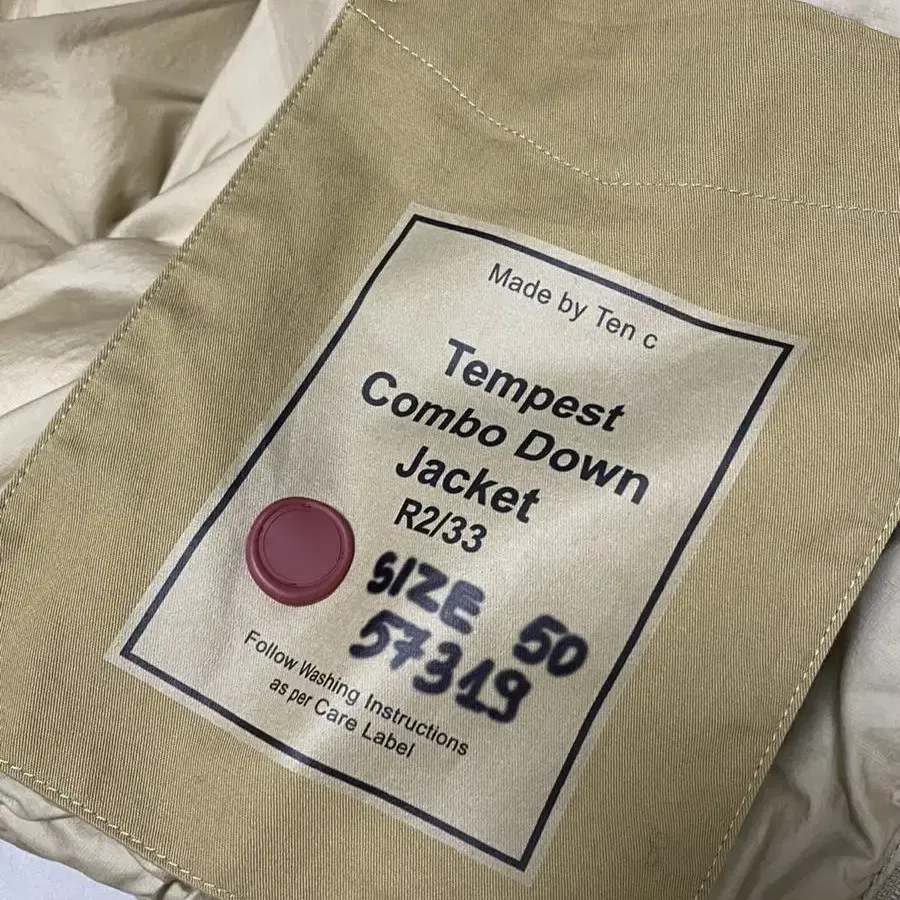 Made by Ten c
Tempest
Combo Down
Jacket
R2/33
SIZE 50
57319
Follow Washing Instructions
as per Care Label